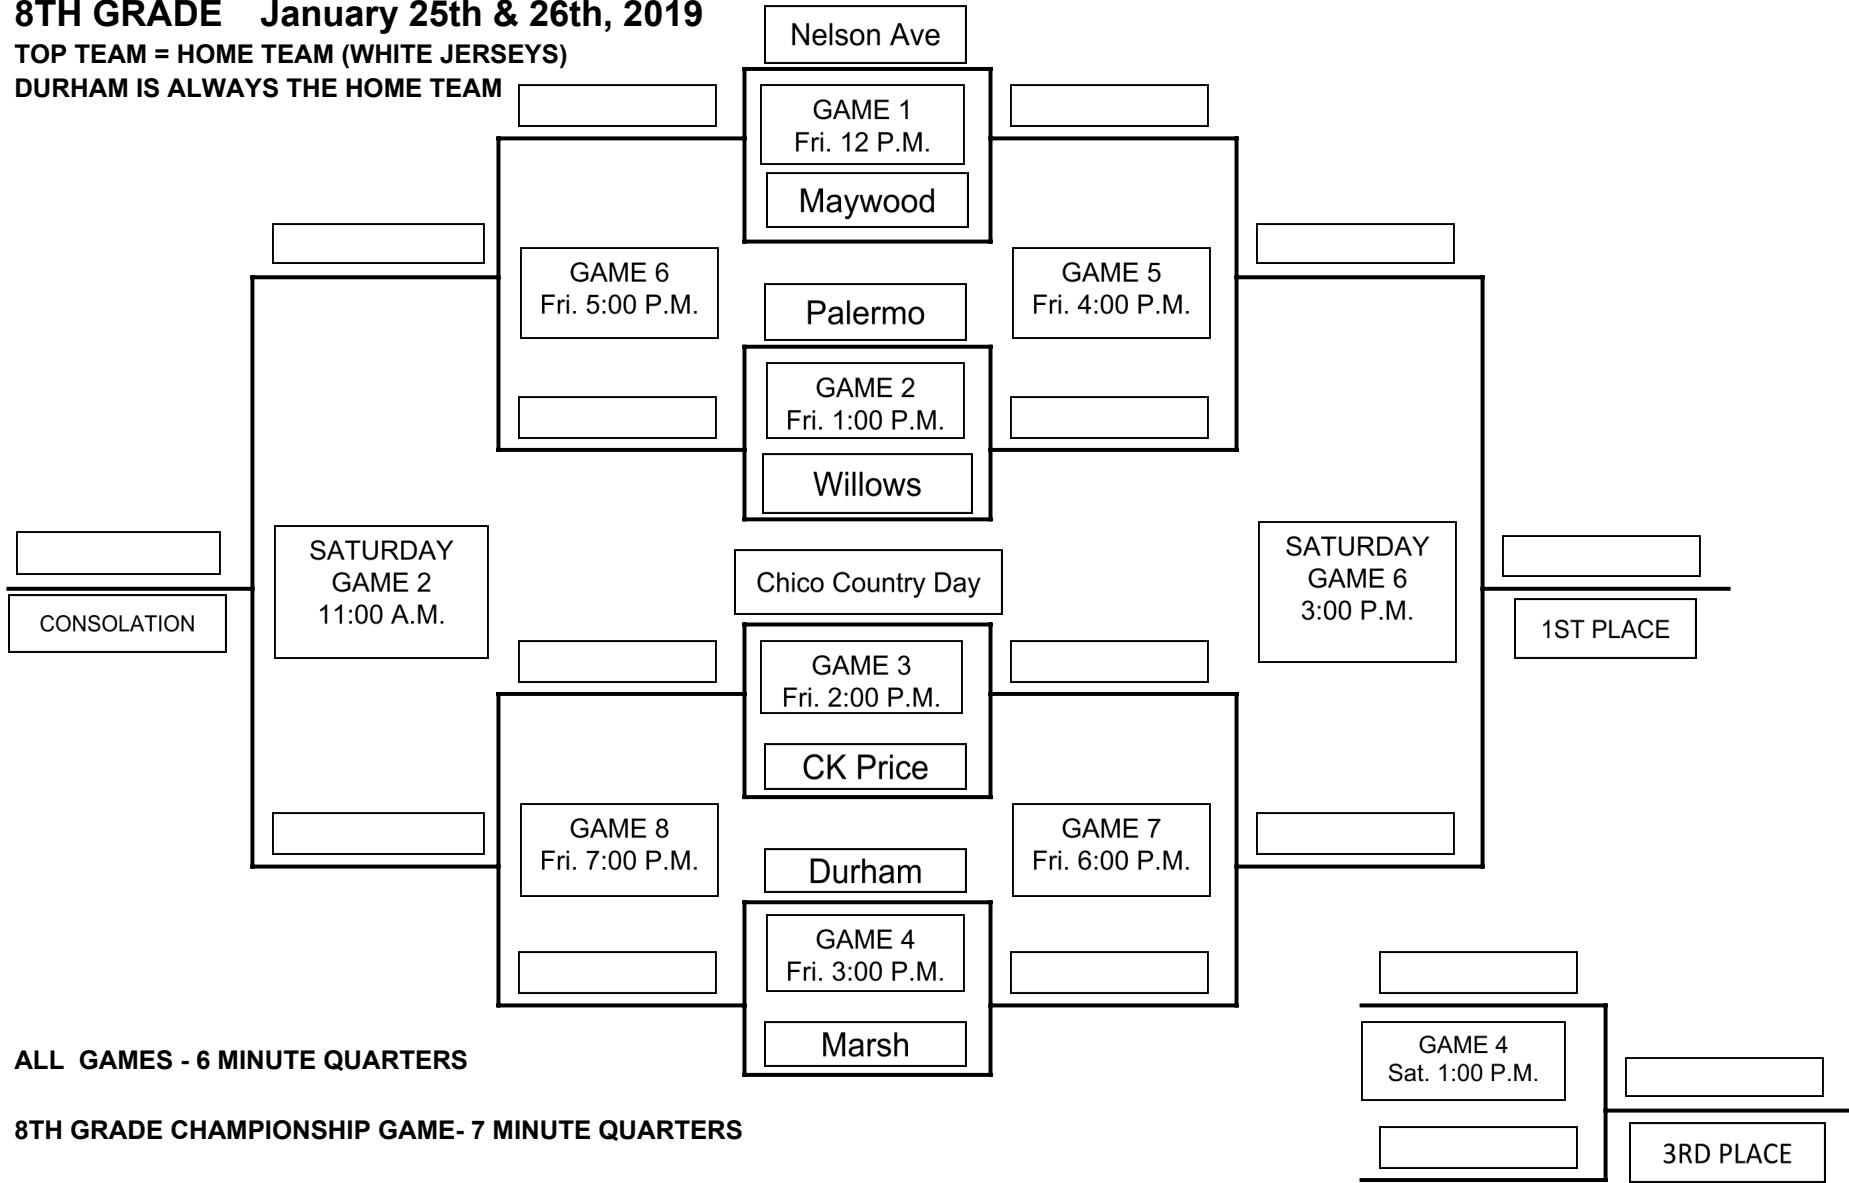 8TH GRADE January 25th & 26th, 2019
TOP TEAM = HOME TEAM (WHITE JERSEYS)
DURHAM IS ALWAYS THE HOME TEAM
Nelson Ave
GAME 1
Fri. 12 P.M.
Maywood
GAME 6
Fri. 5:00 P.M.
Palermo
GAME 5
Fri. 4:00 P.M.
GAME 2
Fri. 1:00 P.M.
Willows
SATURDAY
GAME 2
11:00 A.M.
CONSOLATION
Chico Country Day
SATURDAY
GAME 6
3:00 P.M.
1ST PLACE
GAME 3
Fri. 2:00 P.M.
CK Price
GAME 8
Fri. 7:00 P.M.
Durham
GAME 7
Fri. 6:00 P.M.
GAME 4
Fri. 3:00 P.M.
Marsh
GAME 4
Sat. 1:00 P.M.
3RD PLACE
ALL GAMES - 6 MINUTE QUARTERS
8TH GRADE CHAMPIONSHIP GAME- 7 MINUTE QUARTERS